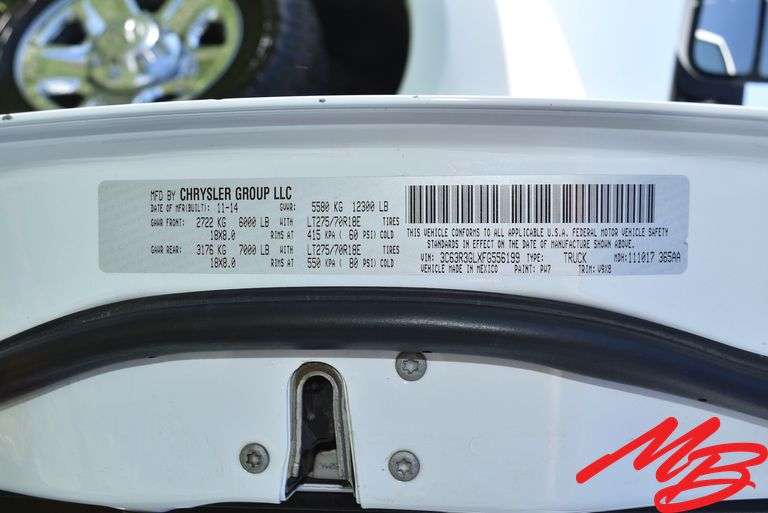 MFD BY CHRYSLER GROUP LLC
DATE OF MFR(BUILT): 11-14 GVWR: 5580 KG 12300 LB
GAWR FRONT: 2722 KG 6000 LB WITH LT275/70R18E TIRES
18X8.0 RIMS AT 415 KPA ( 60 PSI) COLD
GAWR REAR: 3176 KG 7000 LB WITH LT275/70R18E TIRES
18X8.0 RIMS AT 550 KPA ( 80 PSI) COLD
THIS VEHICLE CONFORMS TO ALL APPLICABLE U.S.A. FEDERAL MOTOR VEHICLE SAFETY
STANDARDS IN EFFECT ON THE DATE OF MANUFACTURE SHOWN ABOVE.
VIN: 3C63R3GLXFG556199 TYPE: TRUCK MDH: 111017 365AA
VEHICLE MADE IN MEXICO PAINT: PW7 TRIM: V9X8
MB